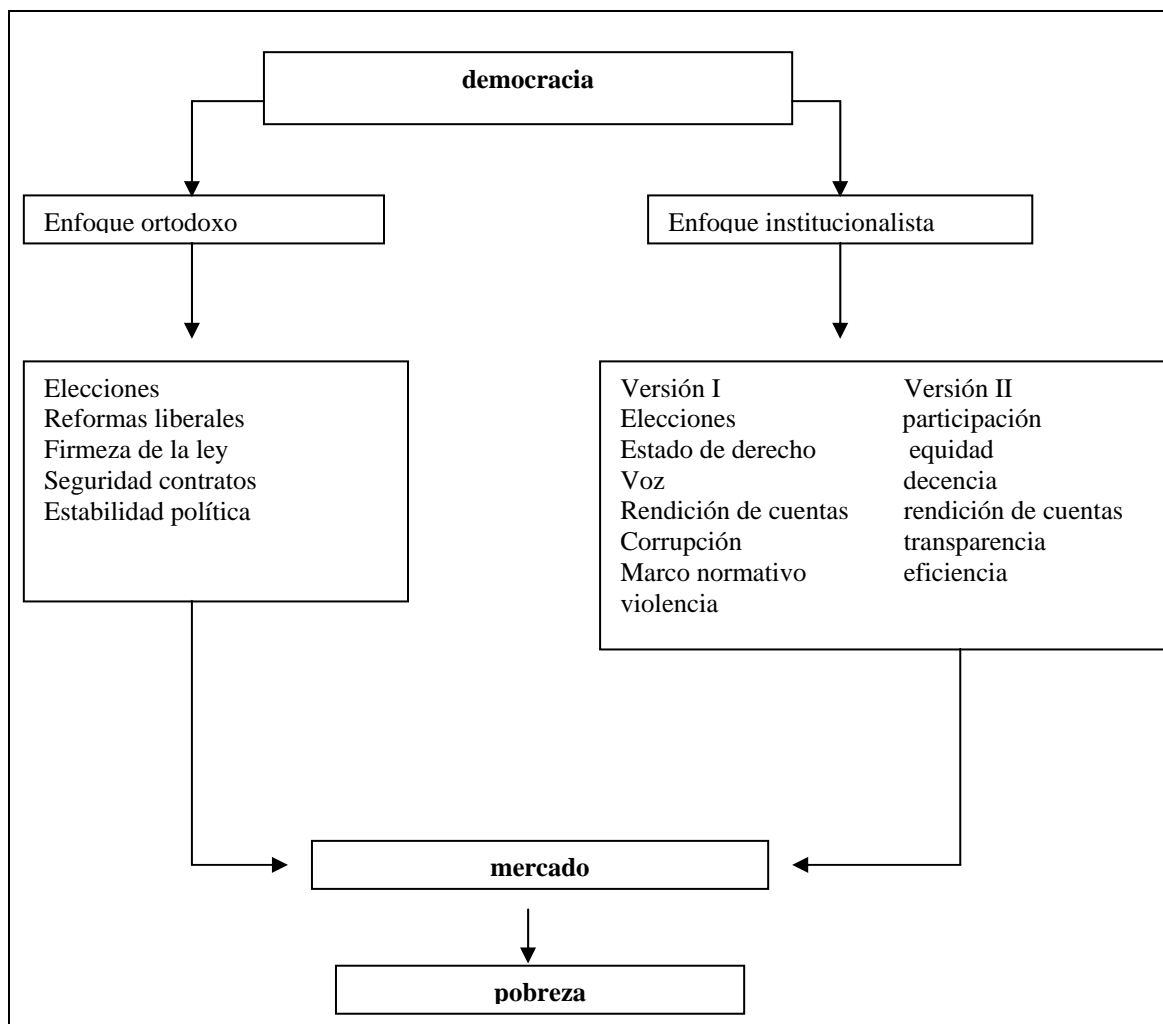 democracia
Enfoque ortodoxo
Enfoque institucionalista
Elecciones
Reformas liberales
Firmeza de la ley
Seguridad contratos
Estabilidad política
Versión I
Elecciones
Estado de derecho
Voz
Rendición de cuentas
Corrupción
Marco normativo
violencia
Versión II
participación
equidad
decencia
rendición de cuentas
transparencia
eficiencia
mercado
pobreza